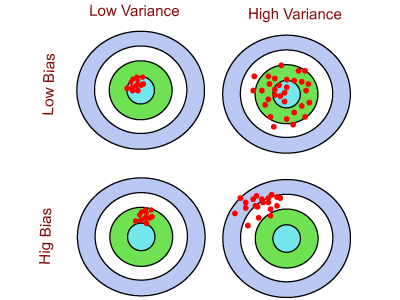 Low Variance
High Variance
Low Bias
Hig Bias